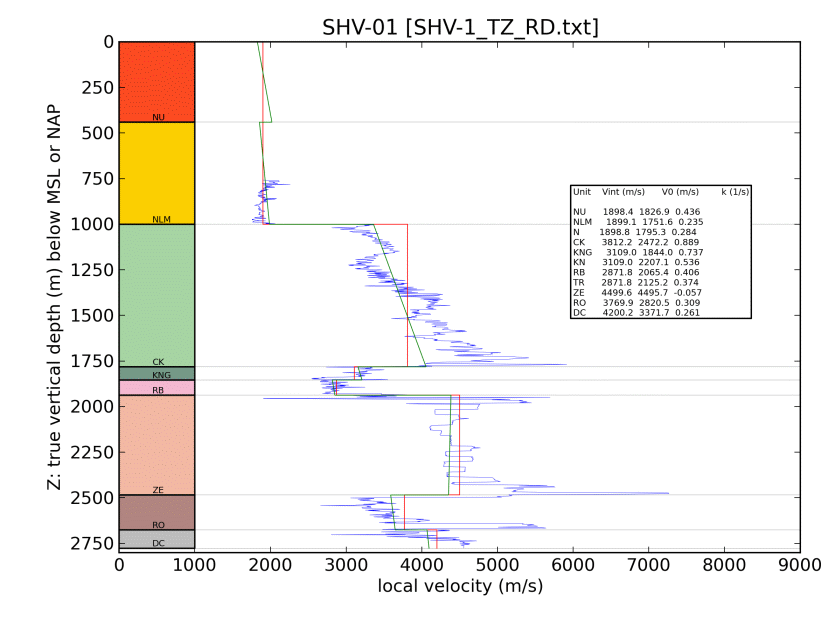 SHV-01 [SHV-1_TZ_RD.txt]
0
250
500
750
1000
1250
1500
1750
2000
2250
2500
2750
Z: true vertical depth (m) below MSL or NAP
NU
NLM
CK
KNG
RB
ZE
RO
DC
Unit Vint (m/s) V0 (m/s) k (1/s)
NU 1898.4 1826.9 0.436
NLM 1899.1 1751.6 0.235
N 1898.8 1795.3 0.284
CK 3812.2 2472.2 0.889
KNG 3109.0 1844.0 0.737
KN 3109.0 2207.1 0.536
RB 2871.8 2065.4 0.406
TR 2871.8 2125.2 0.374
ZE 4499.6 4495.7 -0.057
RO 3769.9 2820.5 0.309
DC 4200.2 3371.7 0.261
0 1000 2000 3000 4000 5000 6000 7000 8000 9000
local velocity (m/s)